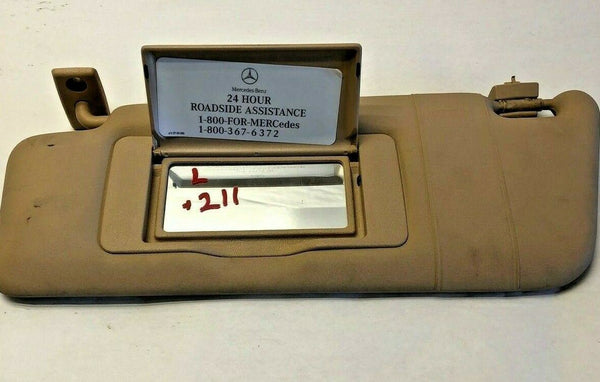 Mercedes-Benz
24 HOUR
ROADSIDE ASSISTANCE
1-800-FOR-MERCedes
1-800-367-6372
L
211